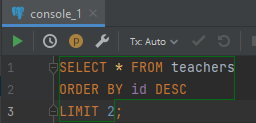 console_1
Tx: Auto
1 SELECT * FROM teachers
2 ORDER BY id DESC
3 LIMIT 2;